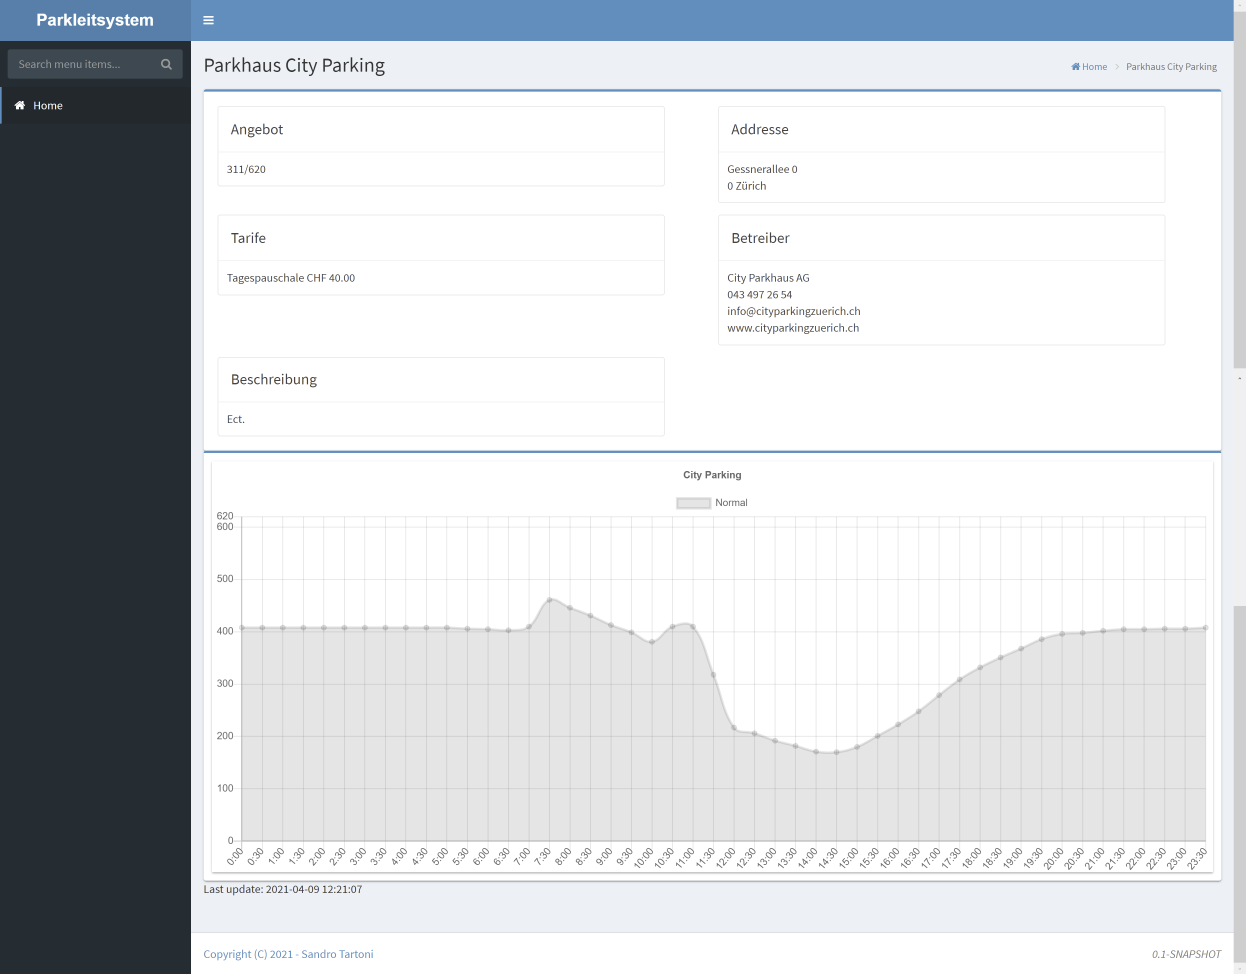 Parkleitsystem
Search menu items...
Home
Parkhaus City Parking
Home > Parkhaus City Parking
Angebot
311/620
Addresse
Gessnerallee 0
0 Zürich
Tarife
Tagespauschale CHF 40.00
Betreiber
City Parkhaus AG
043 497 26 54
info@cityparkingzuerich.ch
www.cityparkingzuerich.ch
Beschreibung
Ect.
City Parking
Normal
620
600
500
400
300
200
100
0
0:00 0:30 1:00 1:30 2:00 2:30 3:00 3:30 4:00 4:30 5:00 5:30 6:00 6:30 7:00 7:30 8:00 8:30 9:00 9:30 10:00 10:30 11:00 11:30 12:00 12:30 13:00 13:30 14:00 14:30 15:00 15:30 16:00 16:30 17:00 17:30 18:00 18:30 19:00 19:30 20:00 20:30 21:00 21:30 22:00 22:30 23:00 23:30
Last update: 2021-04-09 12:21:07
Copyright (C) 2021 - Sandro Tartoni
0.1-SNAPSHOT